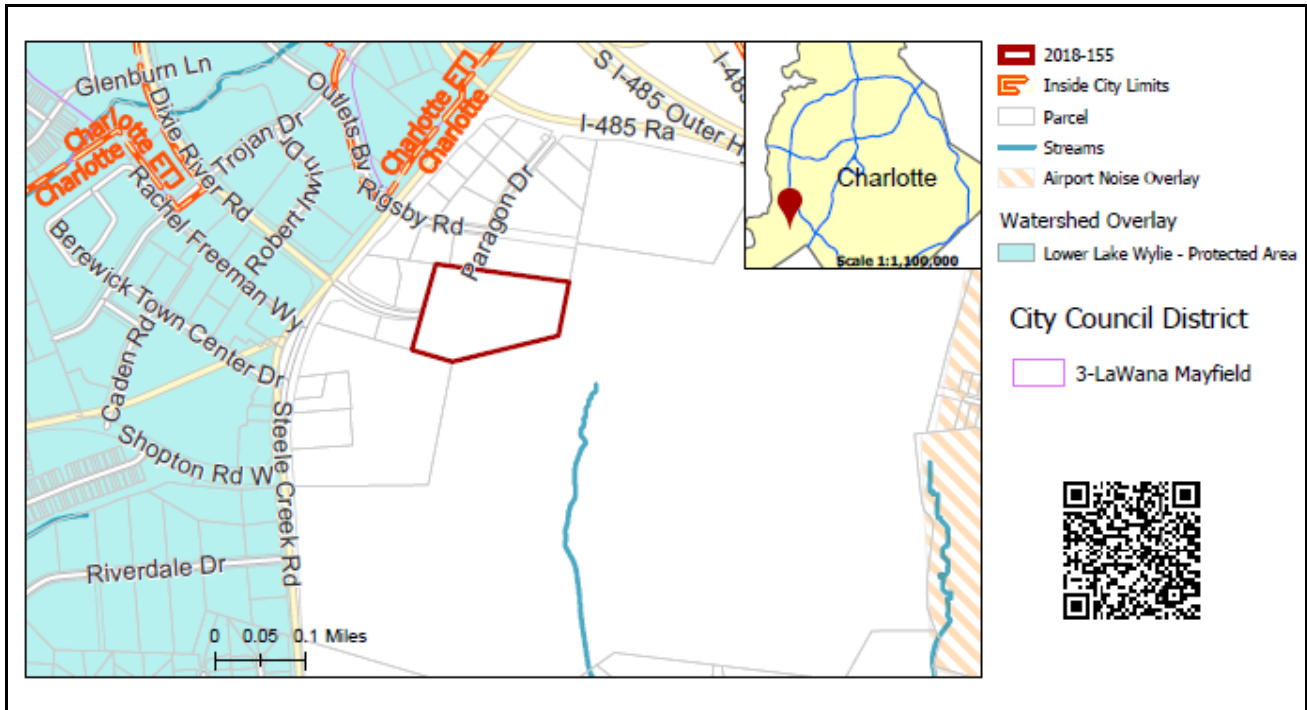 Glenburn Ln
Dixie River Rd
Trojan Dr
Outlets Bv
Charlotte ETJ
Charlotte
Charlotte ETJ
Charlotte
S I-485 Outer H
I-485
I-485 Ra
Rigsby Rd
Paragon Dr
Robert Irwin Dr
Rachel Freeman Wy
Berewick Town Center Dr
Caden Rd
Shopton Rd W
Steele Creek Rd
Riverdale Dr
0 0.05 0.1 Miles
Charlotte
Scale 1:1,100,000
2018-155
Inside City Limits
Parcel
Streams
Airport Noise Overlay
Watershed Overlay
Lower Lake Wylie - Protected Area
City Council District
3-LaWana Mayfield